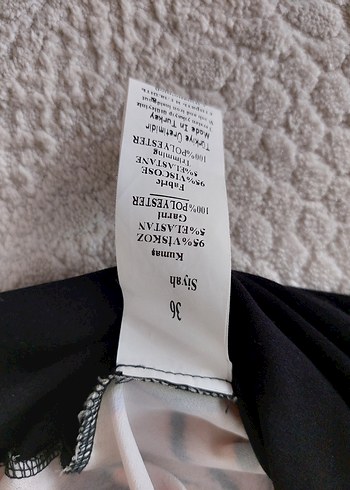 36
Siyah
Kumaş
95%VİSKOZ
5%ELASTAN
Garni
100%POLYESTER
Fabric
95%VISCOSE
5%ELASTANE
Trimming
100%POLYESTER
Türkiye Üretimidir
Made In Turkey